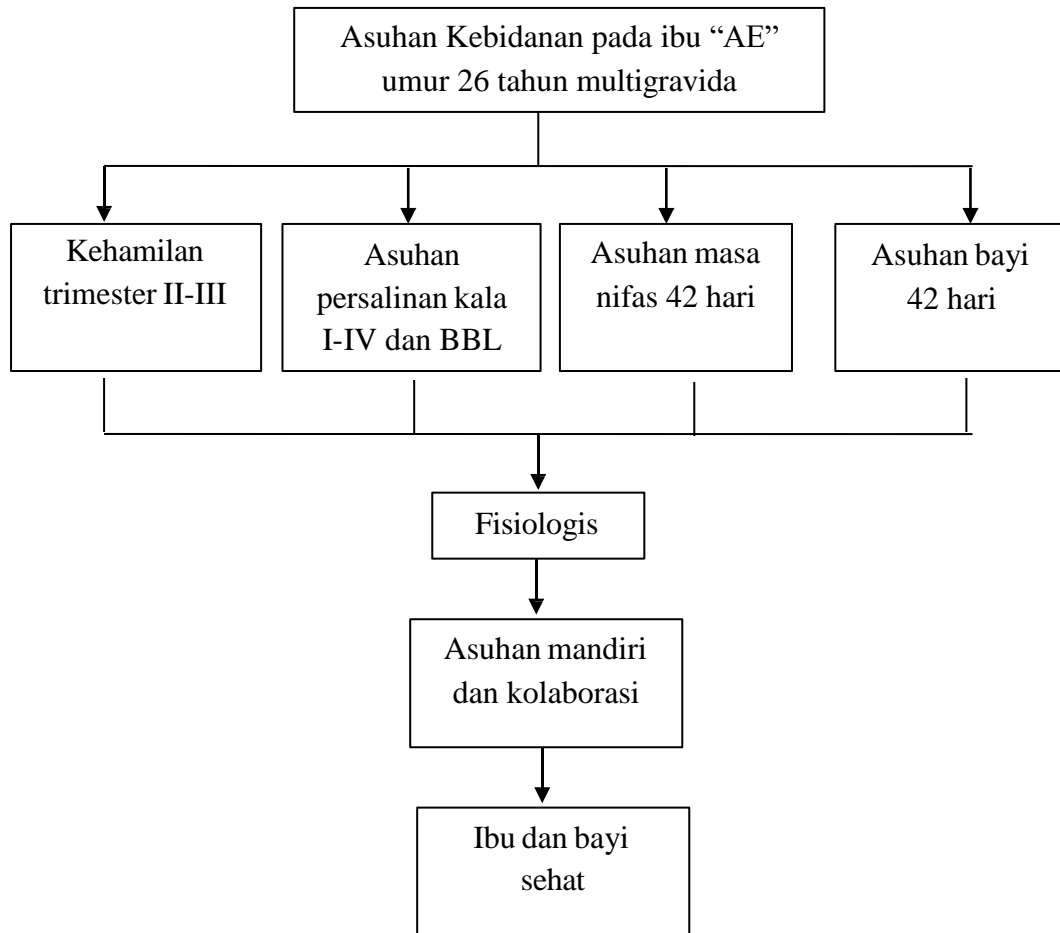 Asuhan Kebidanan pada ibu “AE”
umur 26 tahun multigravida
Kehamilan
trimester II-III
Asuhan
persalinan kala
I-IV dan BBL
Asuhan masa
nifas 42 hari
Asuhan bayi
42 hari
Fisiologis
Asuhan mandiri
dan kolaborasi
Ibu dan bayi
sehat